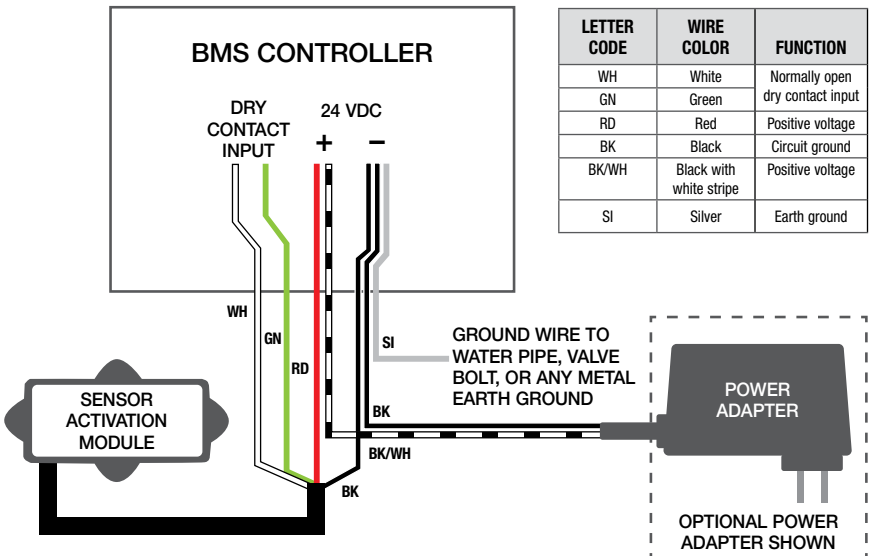 BMS CONTROLLER
DRY
CONTACT
INPUT
24 VDC
+ −
WH
GN
RD
SI
BK
BK/WH
BK
GROUND WIRE TO
WATER PIPE, VALVE
BOLT, OR ANY METAL
EARTH GROUND
SENSOR
ACTIVATION
MODULE
POWER
ADAPTER
OPTIONAL POWER
ADAPTER SHOWN
LETTER CODE WIRE COLOR FUNCTION
WH White Normally open
GN Green dry contact input
RD Red Positive voltage
BK Black Circuit ground
BK/WH Black with Positive voltage
white stripe
SI Silver Earth ground